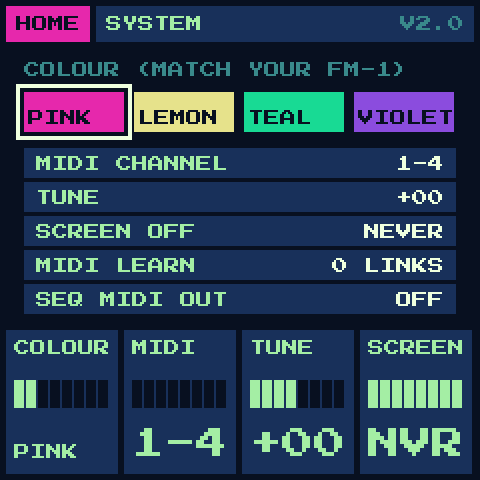 HOME SYSTEM V2.0
COLOUR (MATCH YOUR FM-1)
PINK LEMON TEAL VIOLET
MIDI CHANNEL 1-4
TUNE +00
SCREEN OFF NEVER
MIDI LEARN 0 LINKS
SEQ MIDI OUT OFF
COLOUR MIDI TUNE SCREEN
PINK 1-4 +00 NVR